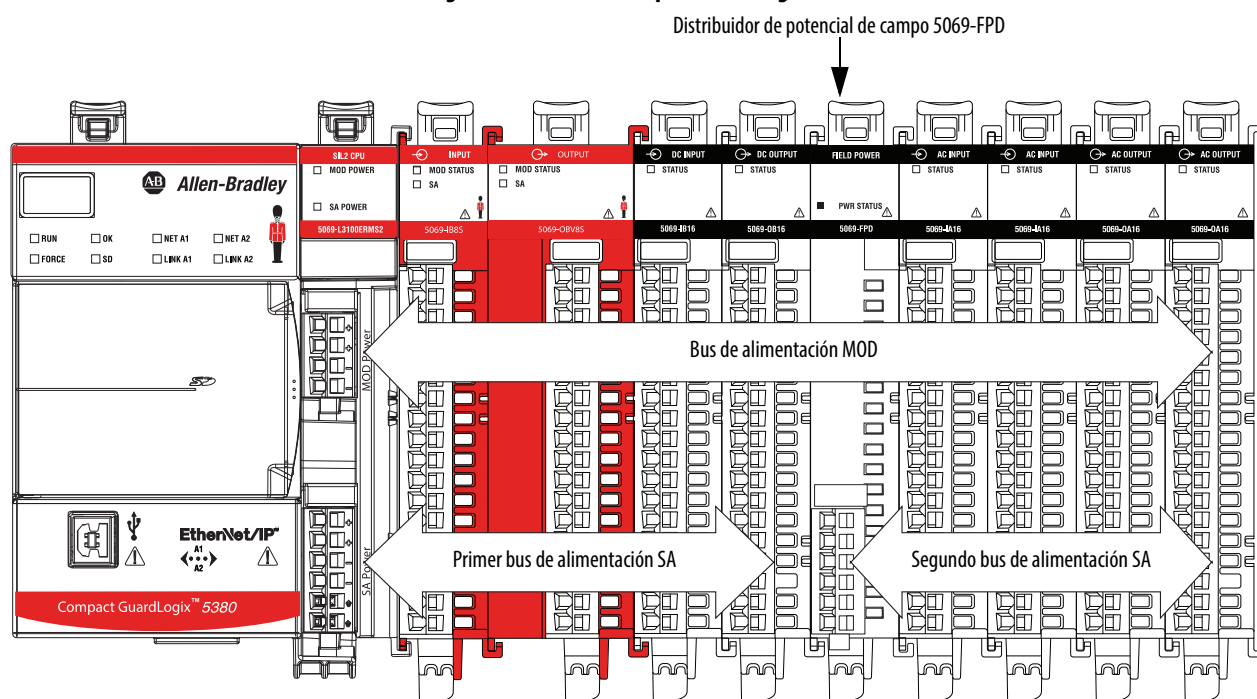 Distribuidor de potencial de campo 5069-FPD
SIL2 CPU
INPUT
OUTPUT
DC INPUT
DC OUTPUT
FIELD POWER
AC INPUT
AC INPUT
AC OUTPUT
AC OUTPUT
MOD POWER
MOD STATUS
MOD STATUS
STATUS
STATUS
STATUS
STATUS
STATUS
STATUS
AB Allen-Bradley
SA
SA
SA POWER
PWR STATUS
5069-L3100ERMS2
5069-IB8S
5069-OBV8S
5069-IB16
5069-OB16
5069-FPD
5069-IA16
5069-IA16
5069-OA16
5069-OA16
RUN
OK
NET A1
NET A2
FORCE
SD
LINK A1
LINK A2
MOD Power
Bus de alimentación MOD
SD
EtherNet/IP™
A1
A2
SA Power
Primer bus de alimentación SA
Segundo bus de alimentación SA
Compact GuardLogix™ 5380